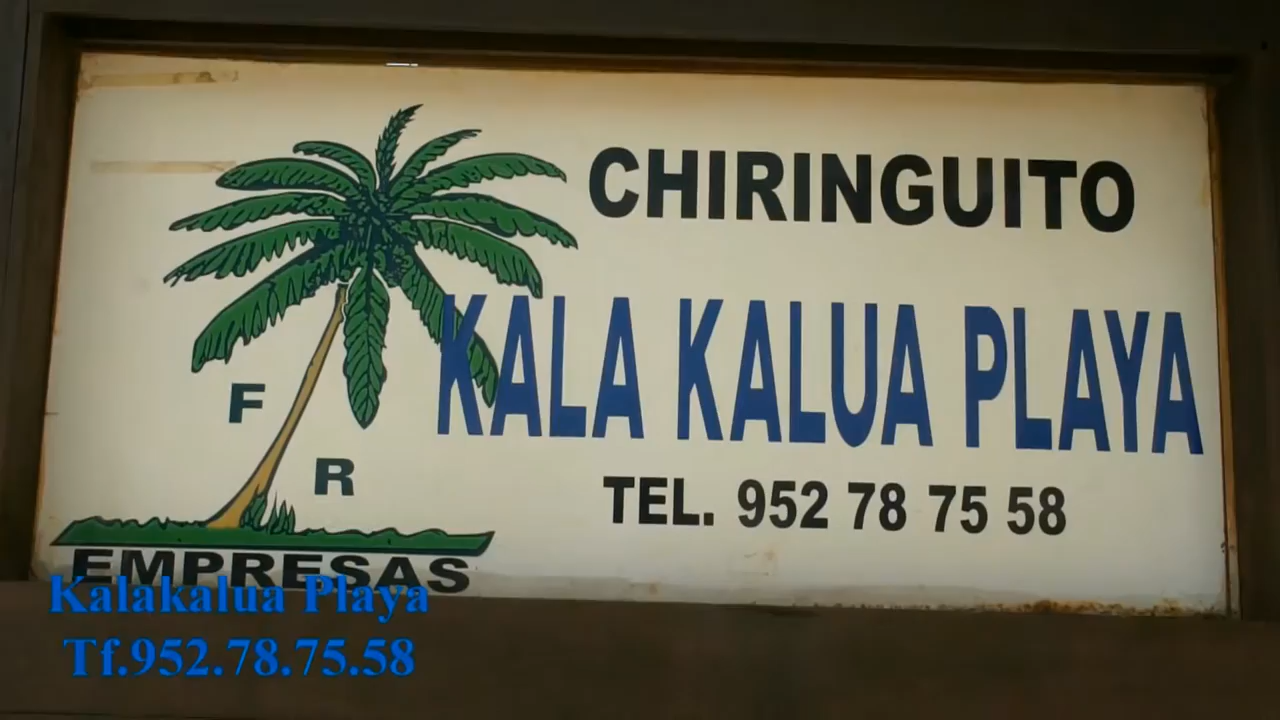 CHIRINGUITO
KALA KALUA PLAYA
F
R
TEL. 952 78 75 58
EMPRESAS
Kalakalua Playa
Tf.952.78.75.58